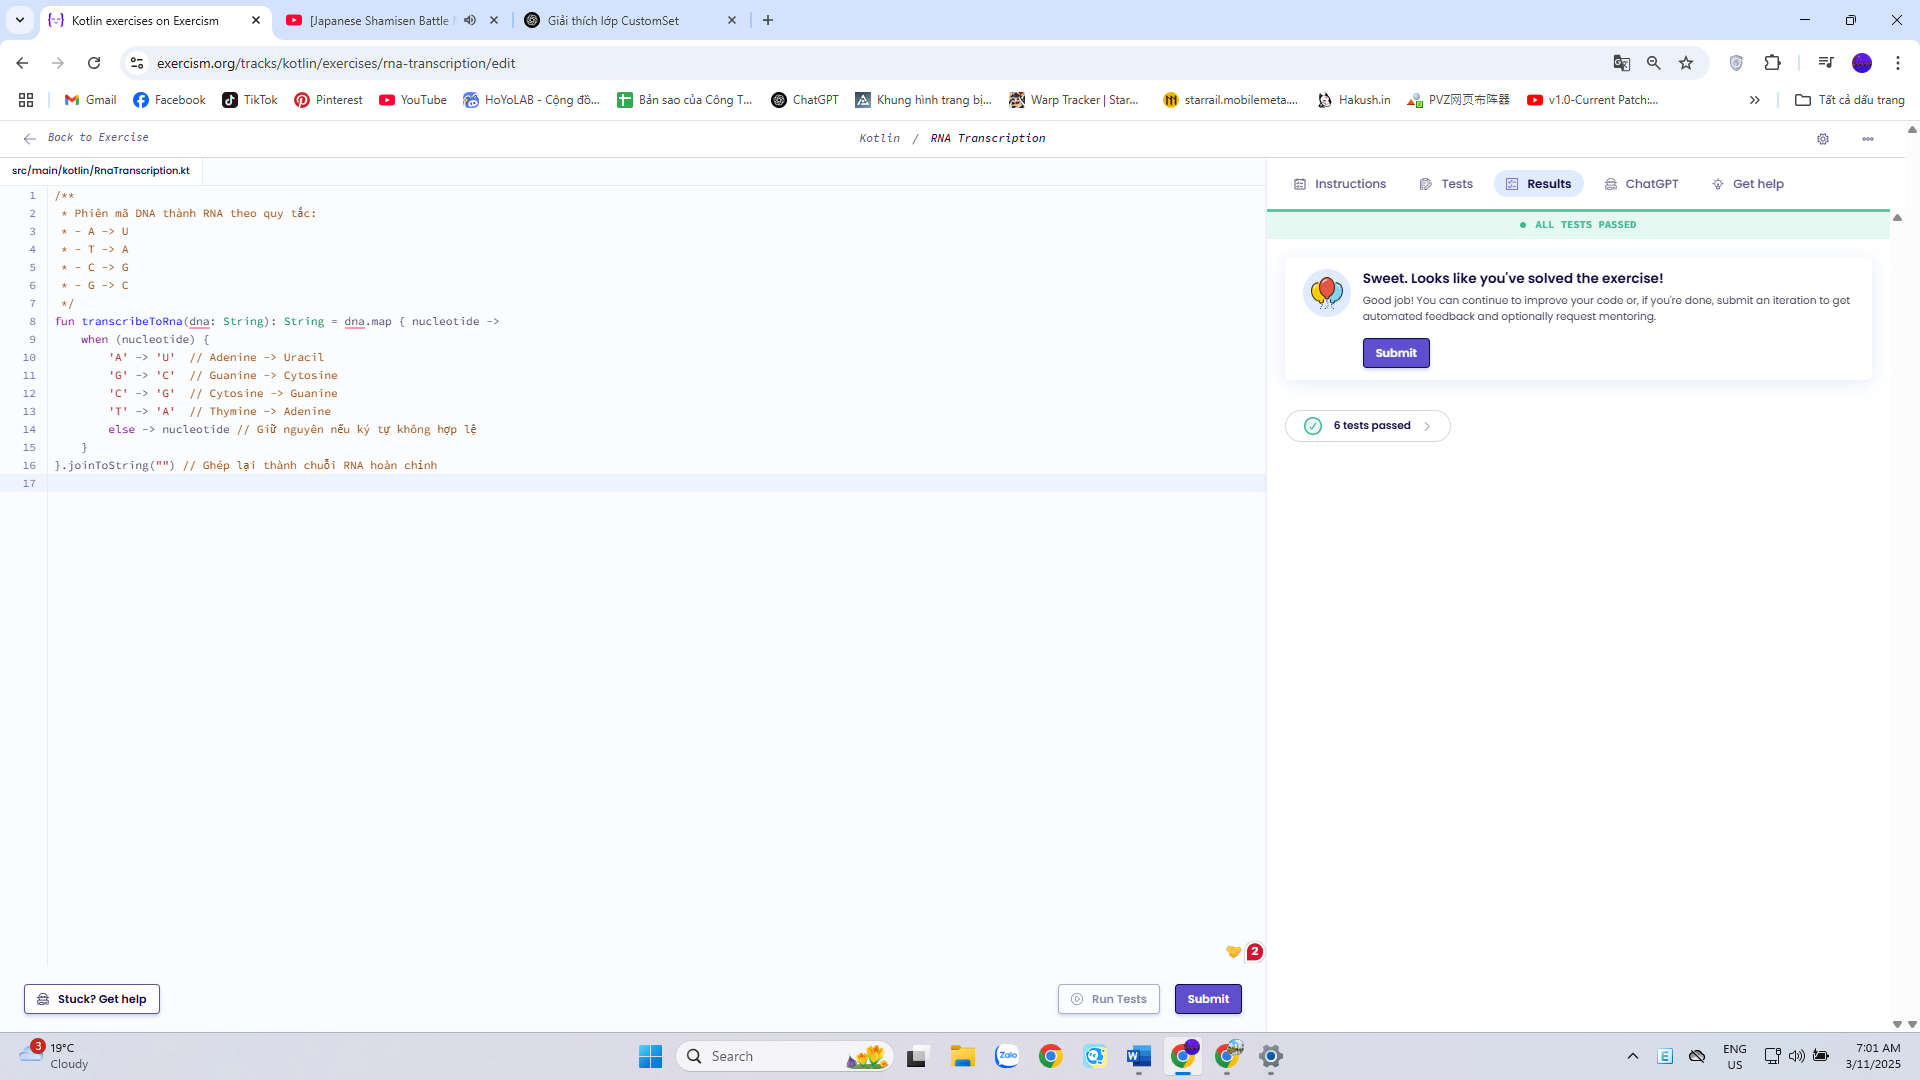 Kotlin exercises on Exercism
[Japanese Shamisen Battle
Giải thích lớp CustomSet
exercism.org/tracks/kotlin/exercises/rna-transcription/edit
Gmail
Facebook
TikTok
Pinterest
YouTube
HoYoLAB - Cộng đồ...
Bản sao của Công T...
ChatGPT
Khung hình trang bị...
Warp Tracker | Star...
starrail.mobilemeta....
Hakush.in
PVZ网页布阵器
v1.0-Current Patch:...
Tất cả dấu trang
Back to Exercise
Kotlin / RNA Transcription
src/main/kotlin/RnaTranscription.kt
1 /**
2 * Phiên mã DNA thành RNA theo quy tắc:
3 * - A -> U
4 * - T -> A
5 * - C -> G
6 * - G -> C
7 */
8 fun transcribeToRna(dna: String): String = dna.map { nucleotide ->
9 when (nucleotide) {
10 'A' -> 'U' // Adenine -> Uracil
11 'G' -> 'C' // Guanine -> Cytosine
12 'C' -> 'G' // Cytosine -> Guanine
13 'T' -> 'A' // Thymine -> Adenine
14 else -> nucleotide // Giữ nguyên nếu ký tự không hợp lệ
15 }
16 }.joinToString("") // Ghép lại thành chuỗi RNA hoàn chỉnh
17
Instructions
Tests
Results
ChatGPT
Get help
ALL TESTS PASSED
Sweet. Looks like you've solved the exercise!
Good job! You can continue to improve your code or, if you're done, submit an iteration to get
automated feedback and optionally request mentoring.
Submit
6 tests passed
2
Stuck? Get help
Run Tests
Submit
3
19°C
Cloudy
Search
Zalo
ENG
US
7:01 AM
3/11/2025